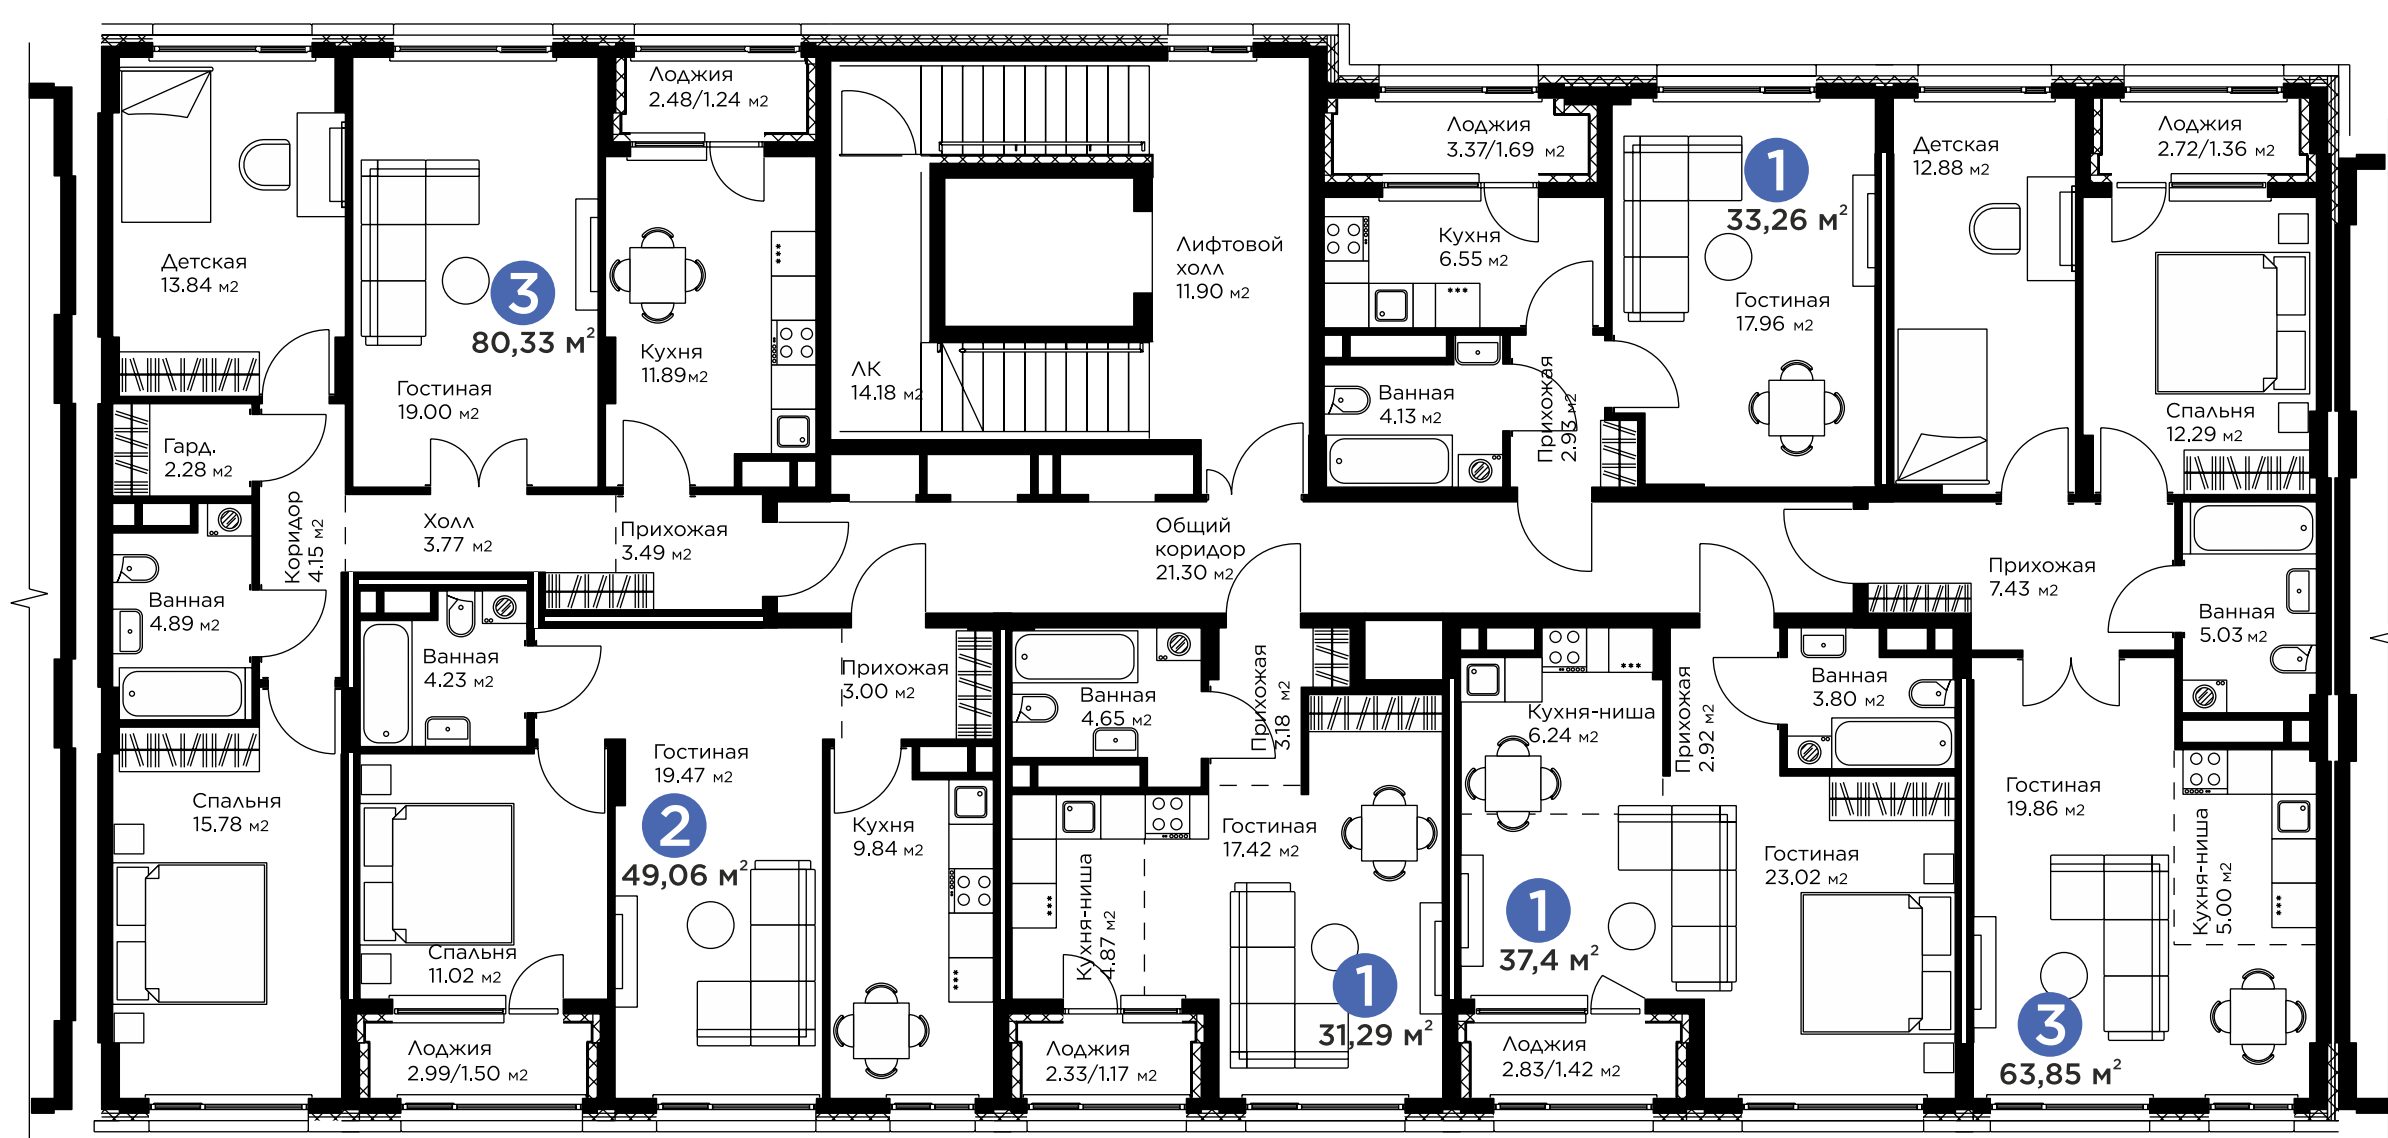 Лоджия
2.48/1.24 м2
Детская
13.84 м2
3
80,33 м²
Гостиная
19.00 м2
Кухня
11.89м2
Гард.
2.28 м2
Коридор
4.15 м2
Холл
3.77 м2
Прихожая
3.49 м2
Ванная
4.89 м2
Спальня
15.78 м2
ЛК
14.18 м2
Лифтовой
холл
11.90 м2
Общий
коридор
21.30 м2
Лоджия
3.37/1.69 м2
Кухня
6.55 м2
1
33,26 м²
Гостиная
17.96 м2
Ванная
4.13 м2
Прихожая
2.93 м2
Детская
12.88 м2
Лоджия
2.72/1.36 м2
Спальня
12.29 м2
Прихожая
7.43 м2
Ванная
5.03 м2
Гостиная
19.86 м2
Кухня-ниша
5.00 м2
3
63,85 м²
Ванная
4.23 м2
Прихожая
3.00 м2
Гостиная
19.47 м2
2
49,06 м²
Кухня
9.84 м2
Спальня
11.02 м2
Лоджия
2.99/1.50 м2
Ванная
4.65 м2
Прихожая
3.18 м2
Гостиная
17.42 м2
Кухня-ниша
4.87 м2
1
31,29 м²
Лоджия
2.33/1.17 м2
Кухня-ниша
6.24 м2
Прихожая
2.92 м2
Ванная
3.80 м2
Гостиная
23.02 м2
1
37,4 м²
Лоджия
2.83/1.42 м2